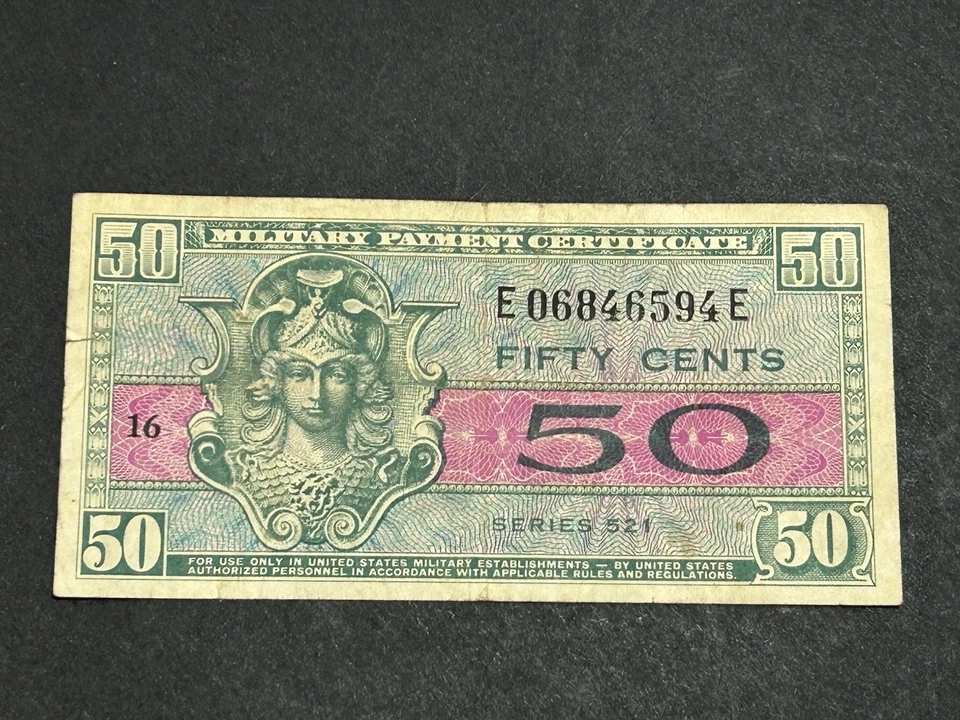 50 MILITARY PAYMENT CERTIFICATE 50
E06846594E
FIFTY CENTS
16
50
SERIES 521
50
50
FOR USE ONLY IN UNITED STATES MILITARY ESTABLISHMENTS — BY UNITED STATES
AUTHORIZED PERSONNEL IN ACCORDANCE WITH APPLICABLE RULES AND REGULATIONS.